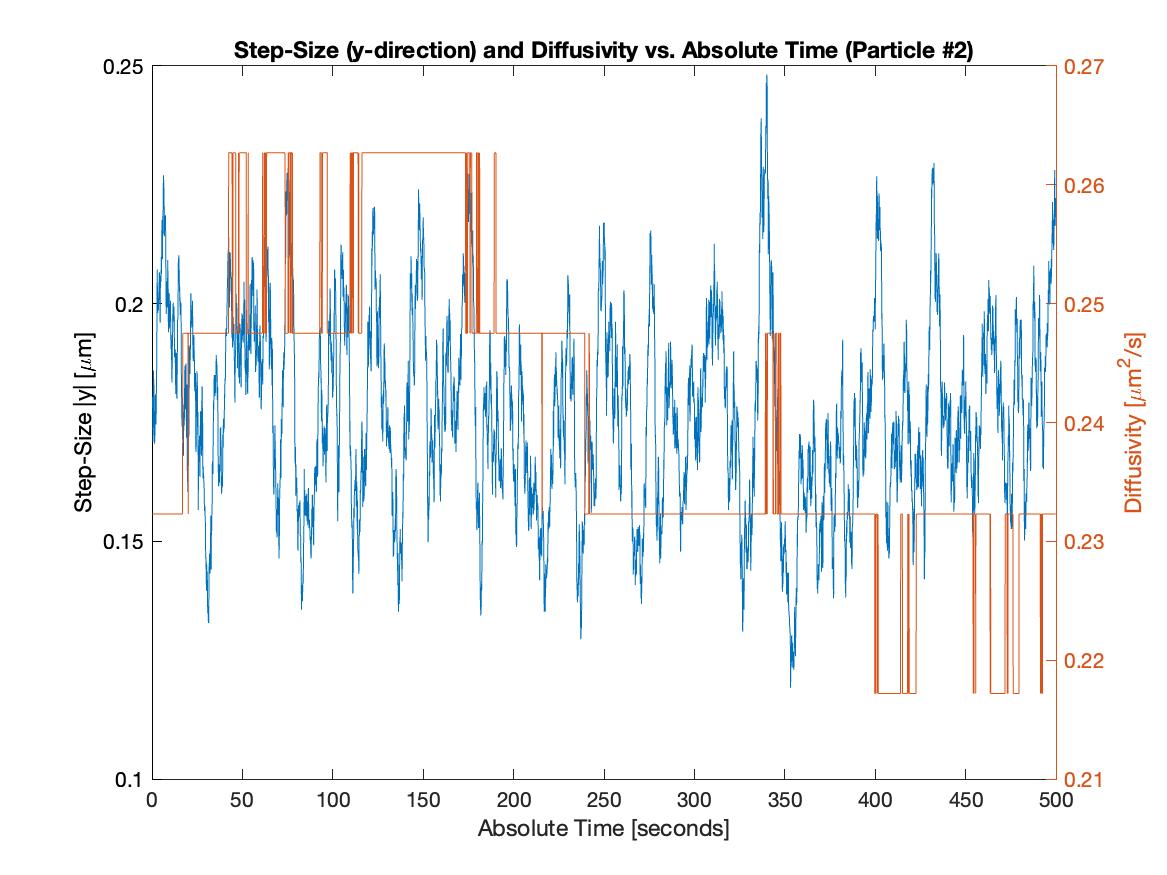 Step-Size (y-direction) and Diffusivity vs. Absolute Time (Particle #2)
0.25
0.2
0.15
0.1
Step-Size |y| [μm]
0.27
0.26
0.25
0.24
0.23
0.22
0.21
Diffusivity [μm²/s]
0 50 100 150 200 250 300 350 400 450 500
Absolute Time [seconds]